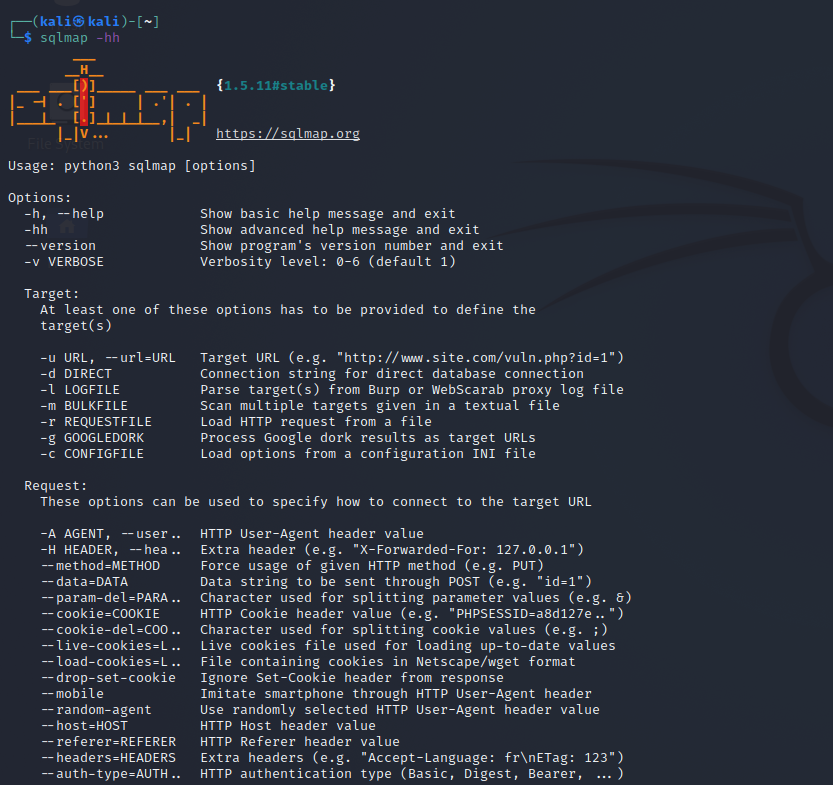 (kali㉿kali)-[~]
$ sqlmap -hh
{1.5.11#stable}
https://sqlmap.org
File System
Usage: python3 sqlmap [options]
Options:
-h, --help Show basic help message and exit
-hh Show advanced help message and exit
--version Show program's version number and exit
-v VERBOSE Verbosity level: 0-6 (default 1)
Target:
At least one of these options has to be provided to define the
target(s)
-u URL, --url=URL Target URL (e.g. "http://www.site.com/vuln.php?id=1")
-d DIRECT Connection string for direct database connection
-l LOGFILE Parse target(s) from Burp or WebScarab proxy log file
-m BULKFILE Scan multiple targets given in a textual file
-r REQUESTFILE Load HTTP request from a file
-g GOOGLEDORK Process Google dork results as target URLs
-c CONFIGFILE Load options from a configuration INI file
Request:
These options can be used to specify how to connect to the target URL
-A AGENT, --user.. HTTP User-Agent header value
-H HEADER, --hea.. Extra header (e.g. "X-Forwarded-For: 127.0.0.1")
--method=METHOD Force usage of given HTTP method (e.g. PUT)
--data=DATA Data string to be sent through POST (e.g. "id=1")
--param-del=PARA.. Character used for splitting parameter values (e.g. &)
--cookie=COOKIE HTTP Cookie header value (e.g. "PHPSESSID=a8d127e..")
--cookie-del=COO.. Character used for splitting cookie values (e.g. ;)
--live-cookies=L.. Live cookies file used for loading up-to-date values
--load-cookies=L.. File containing cookies in Netscape/wget format
--drop-set-cookie Ignore Set-Cookie header from response
--mobile Imitate smartphone through HTTP User-Agent header
--random-agent Use randomly selected HTTP User-Agent header value
--host=HOST HTTP Host header value
--referer=REFERER HTTP Referer header value
--headers=HEADERS Extra headers (e.g. "Accept-Language: fr\nETag: 123")
--auth-type=AUTH.. HTTP authentication type (Basic, Digest, Bearer, ...)